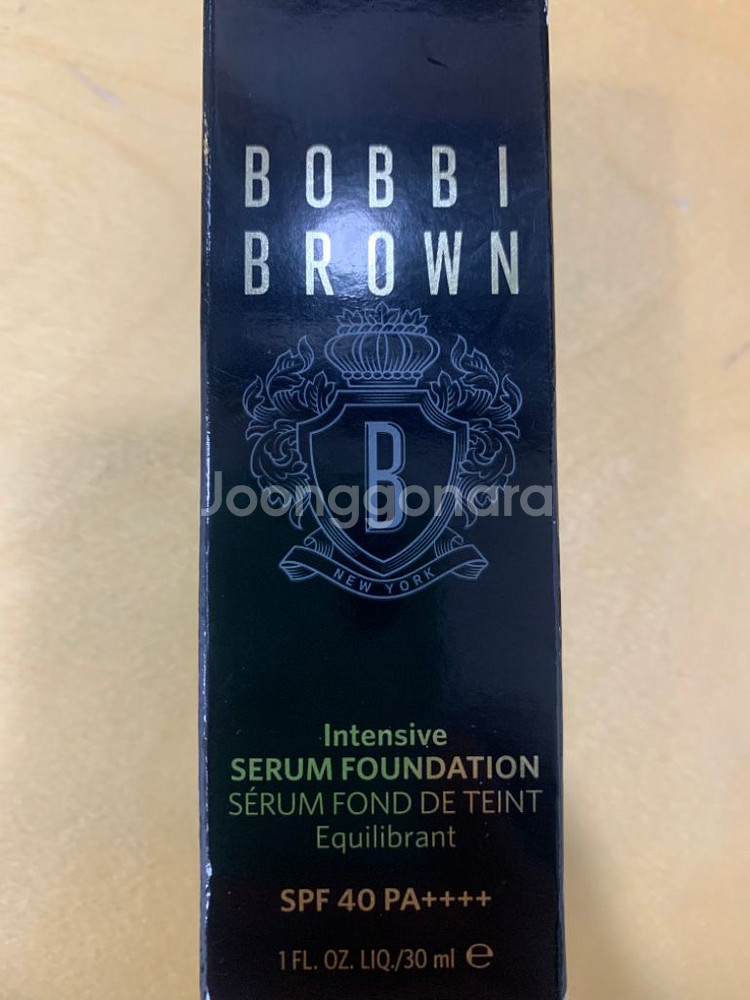 BOBBI
BROWN
B
NEW YORK
Joonggonara
Intensive
SERUM FOUNDATION
SÉRUM FOND DE TEINT
Equilibrant
SPF 40 PA++++
1 FL. OZ. LIQ./30 ml ℮